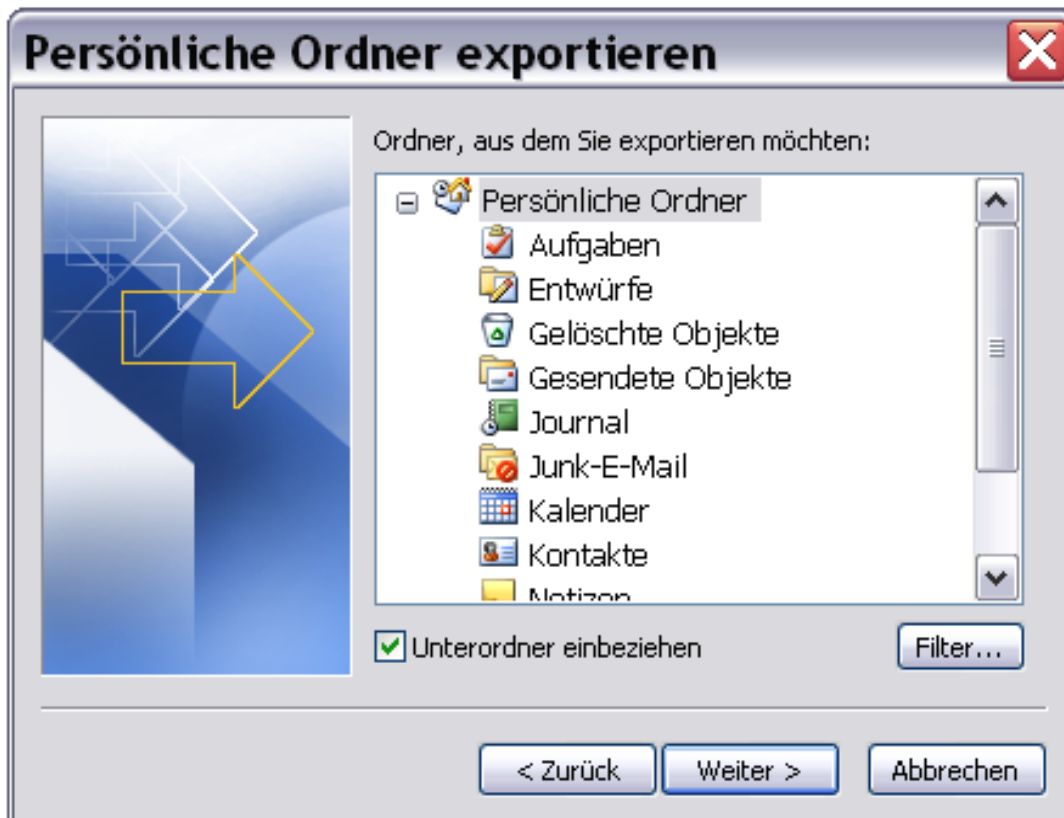 Persönliche Ordner exportieren
Ordner, aus dem Sie exportieren möchten:
Persönliche Ordner
Aufgaben
Entwürfe
Gelöschte Objekte
Gesendete Objekte
Journal
Junk-E-Mail
Kalender
Kontakte
Notizen
Unterordner einbeziehen
Filter...
< Zurück
Weiter >
Abbrechen